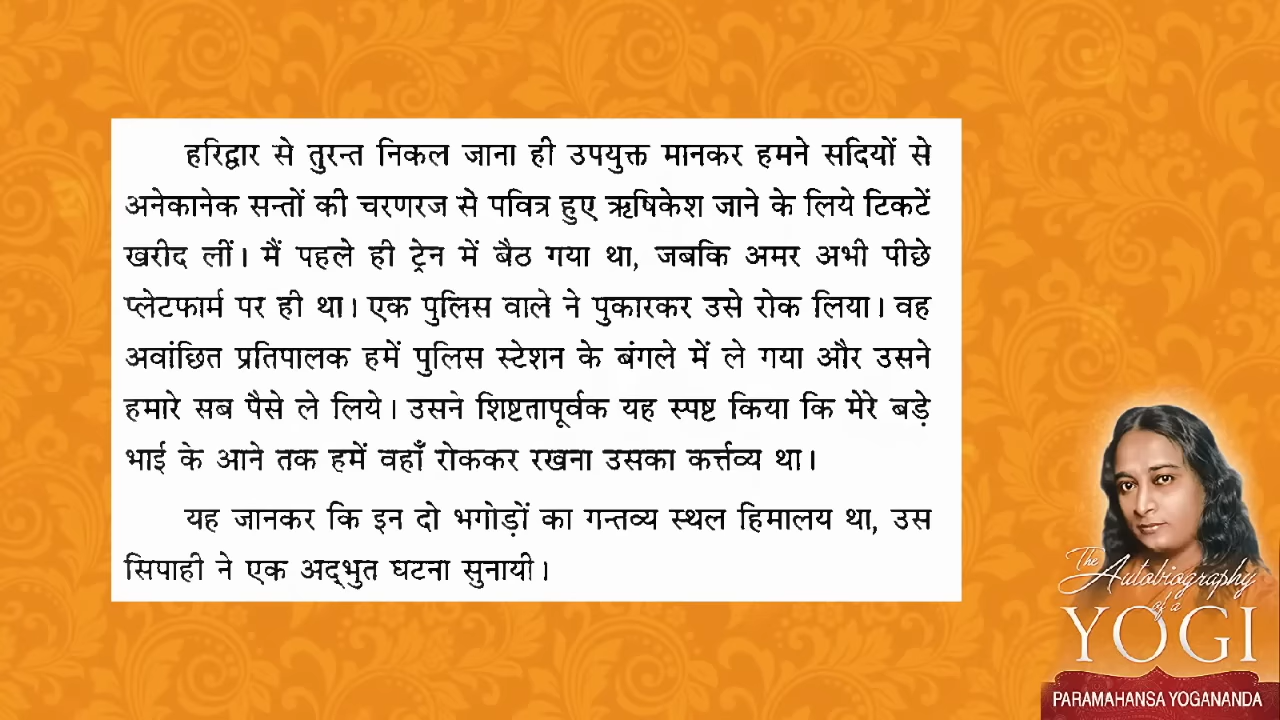 हरिद्वार से तुरन्त निकल जाना ही उपयुक्त मानकर हमने सदियों से
अनेकानेक सन्तों की चरणरज से पवित्र हुए ऋषिकेश जाने के लिये टिकटें
खरीद लीं। मैं पहले ही ट्रेन में बैठ गया था, जबकि अमर अभी पीछे
प्लेटफार्म पर ही था। एक पुलिस वाले ने पुकारकर उसे रोक लिया। वह
अवांछित प्रतिपालक हमें पुलिस स्टेशन के बंगले में ले गया और उसने
हमारे सब पैसे ले लिये। उसने शिष्टतापूर्वक यह स्पष्ट किया कि मेरे बड़े
भाई के आने तक हमें वहाँ रोककर रखना उसका कर्त्तव्य था।
यह जानकर कि इन दो भगोड़ों का गन्तव्य स्थल हिमालय था, उस
सिपाही ने एक अद्‌भुत घटना सुनायी।
The
Autobiography
of a
YOGI
PARAMAHANSA YOGANANDA